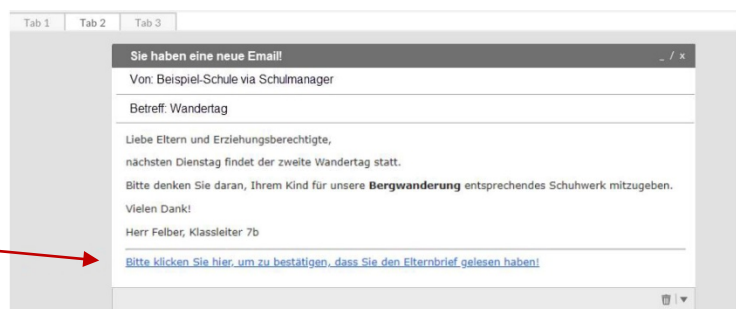 Tab 1 Tab 2 Tab 3
Sie haben eine neue Email! _ / x
Von: Beispiel-Schule via Schulmanager
Betreff: Wandertag
Liebe Eltern und Erziehungsberechtigte,
nächsten Dienstag findet der zweite Wandertag statt.
Bitte denken Sie daran, Ihrem Kind für unsere Bergwanderung entsprechendes Schuhwerk mitzugeben.
Vielen Dank!
Herr Felber, Klassleiter 7b
Bitte klicken Sie hier, um zu bestätigen, dass Sie den Elternbrief gelesen haben!